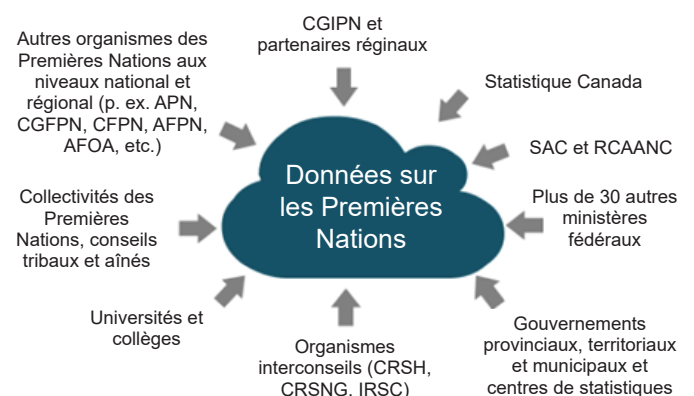 CGIPN et
partenaires réginaux
Autres organismes des
Premières Nations aux
niveaux national et
régional (p. ex. APN,
CGFPN, CFPN, AFPN,
AFOA, etc.)
Statistique Canada
SAC et RCAANC
Données sur
les Premières
Nations
Collectivités des
Premières
Nations, conseils
tribaux et aînés
Plus de 30 autres
ministères
fédéraux
Universités et
collèges
Organismes
interconseils (CRSH,
CRSNG, IRSC)
Gouvernements
provinciaux, territoriaux
et municipaux et
centres de statistiques